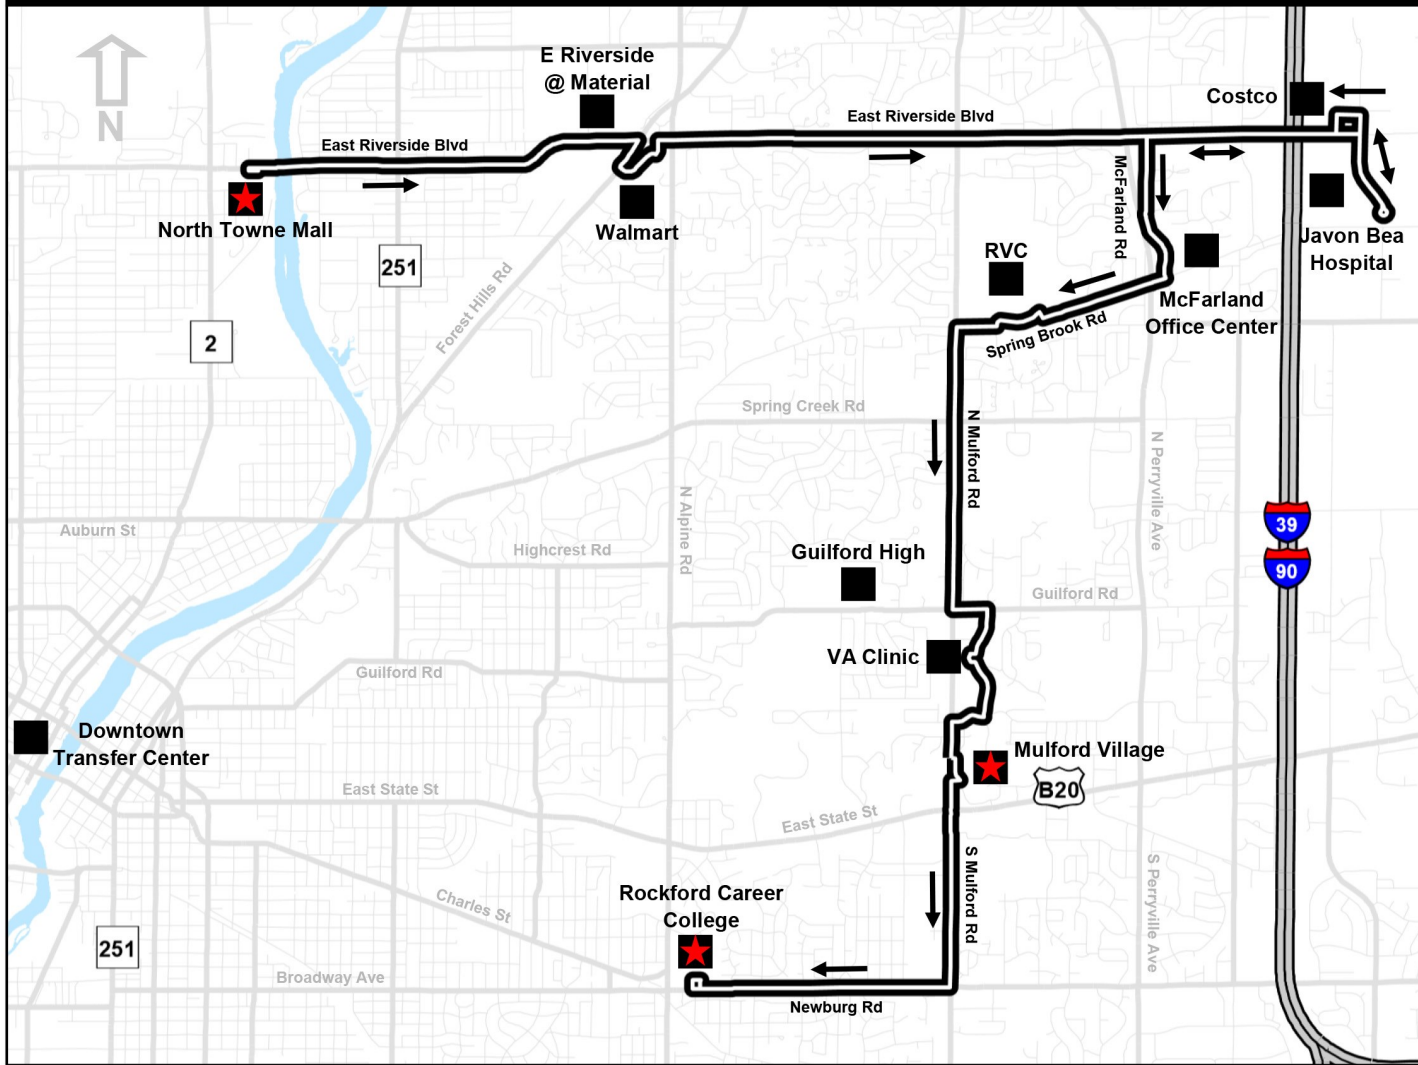 N
E Riverside
@ Material
Costco
East Riverside Blvd
East Riverside Blvd
North Towne Mall
Walmart
McFarland Rd
Javon Bea
Hospital
RVC
251
2
Forest Hills Rd
McFarland
Office Center
Spring Brook Rd
Spring Creek Rd
N Mulford Rd
N Perryville Ave
N Alpine Rd
Auburn St
Highcrest Rd
39
90
Guilford High
Guilford Rd
VA Clinic
Guilford Rd
Downtown
Transfer Center
Mulford Village
B20
East State St
East State St
S Mulford Rd
S Perryville Ave
Rockford Career
College
Charles St
251
Broadway Ave
Newburg Rd